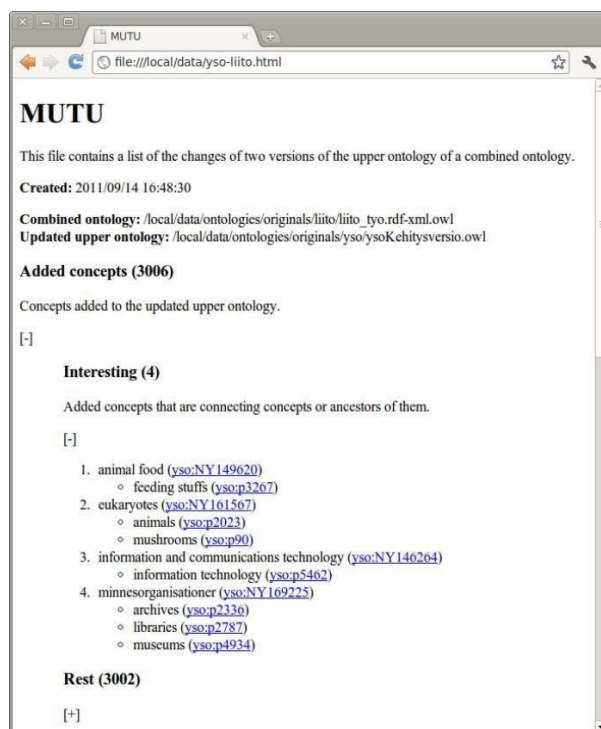 MUTU
file:///local/data/yso-liito.html
MUTU
This file contains a list of the changes of two versions of the upper ontology of a combined ontology.
Created: 2011/09/14 16:48:30
Combined ontology: /local/data/ontologies/originals/liito/liito_tyo.rdf-xml.owl
Updated upper ontology: /local/data/ontologies/originals/yso/ysoKehitysversio.owl
Added concepts (3006)
Concepts added to the updated upper ontology.
[-]
Interesting (4)
Added concepts that are connecting concepts or ancestors of them.
[-]
1. animal food (yso:NY149620)
◦ feeding stuffs (yso:p3267)
2. eukaryotes (yso:NY161567)
◦ animals (yso:p2023)
◦ mushrooms (yso:p90)
3. information and communications technology (yso:NY146264)
◦ information technology (yso:p5462)
4. minnesorganisationer (yso:NY169225)
◦ archives (yso:p2336)
◦ libraries (yso:p2787)
◦ museums (yso:p4934)
Rest (3002)
[+]